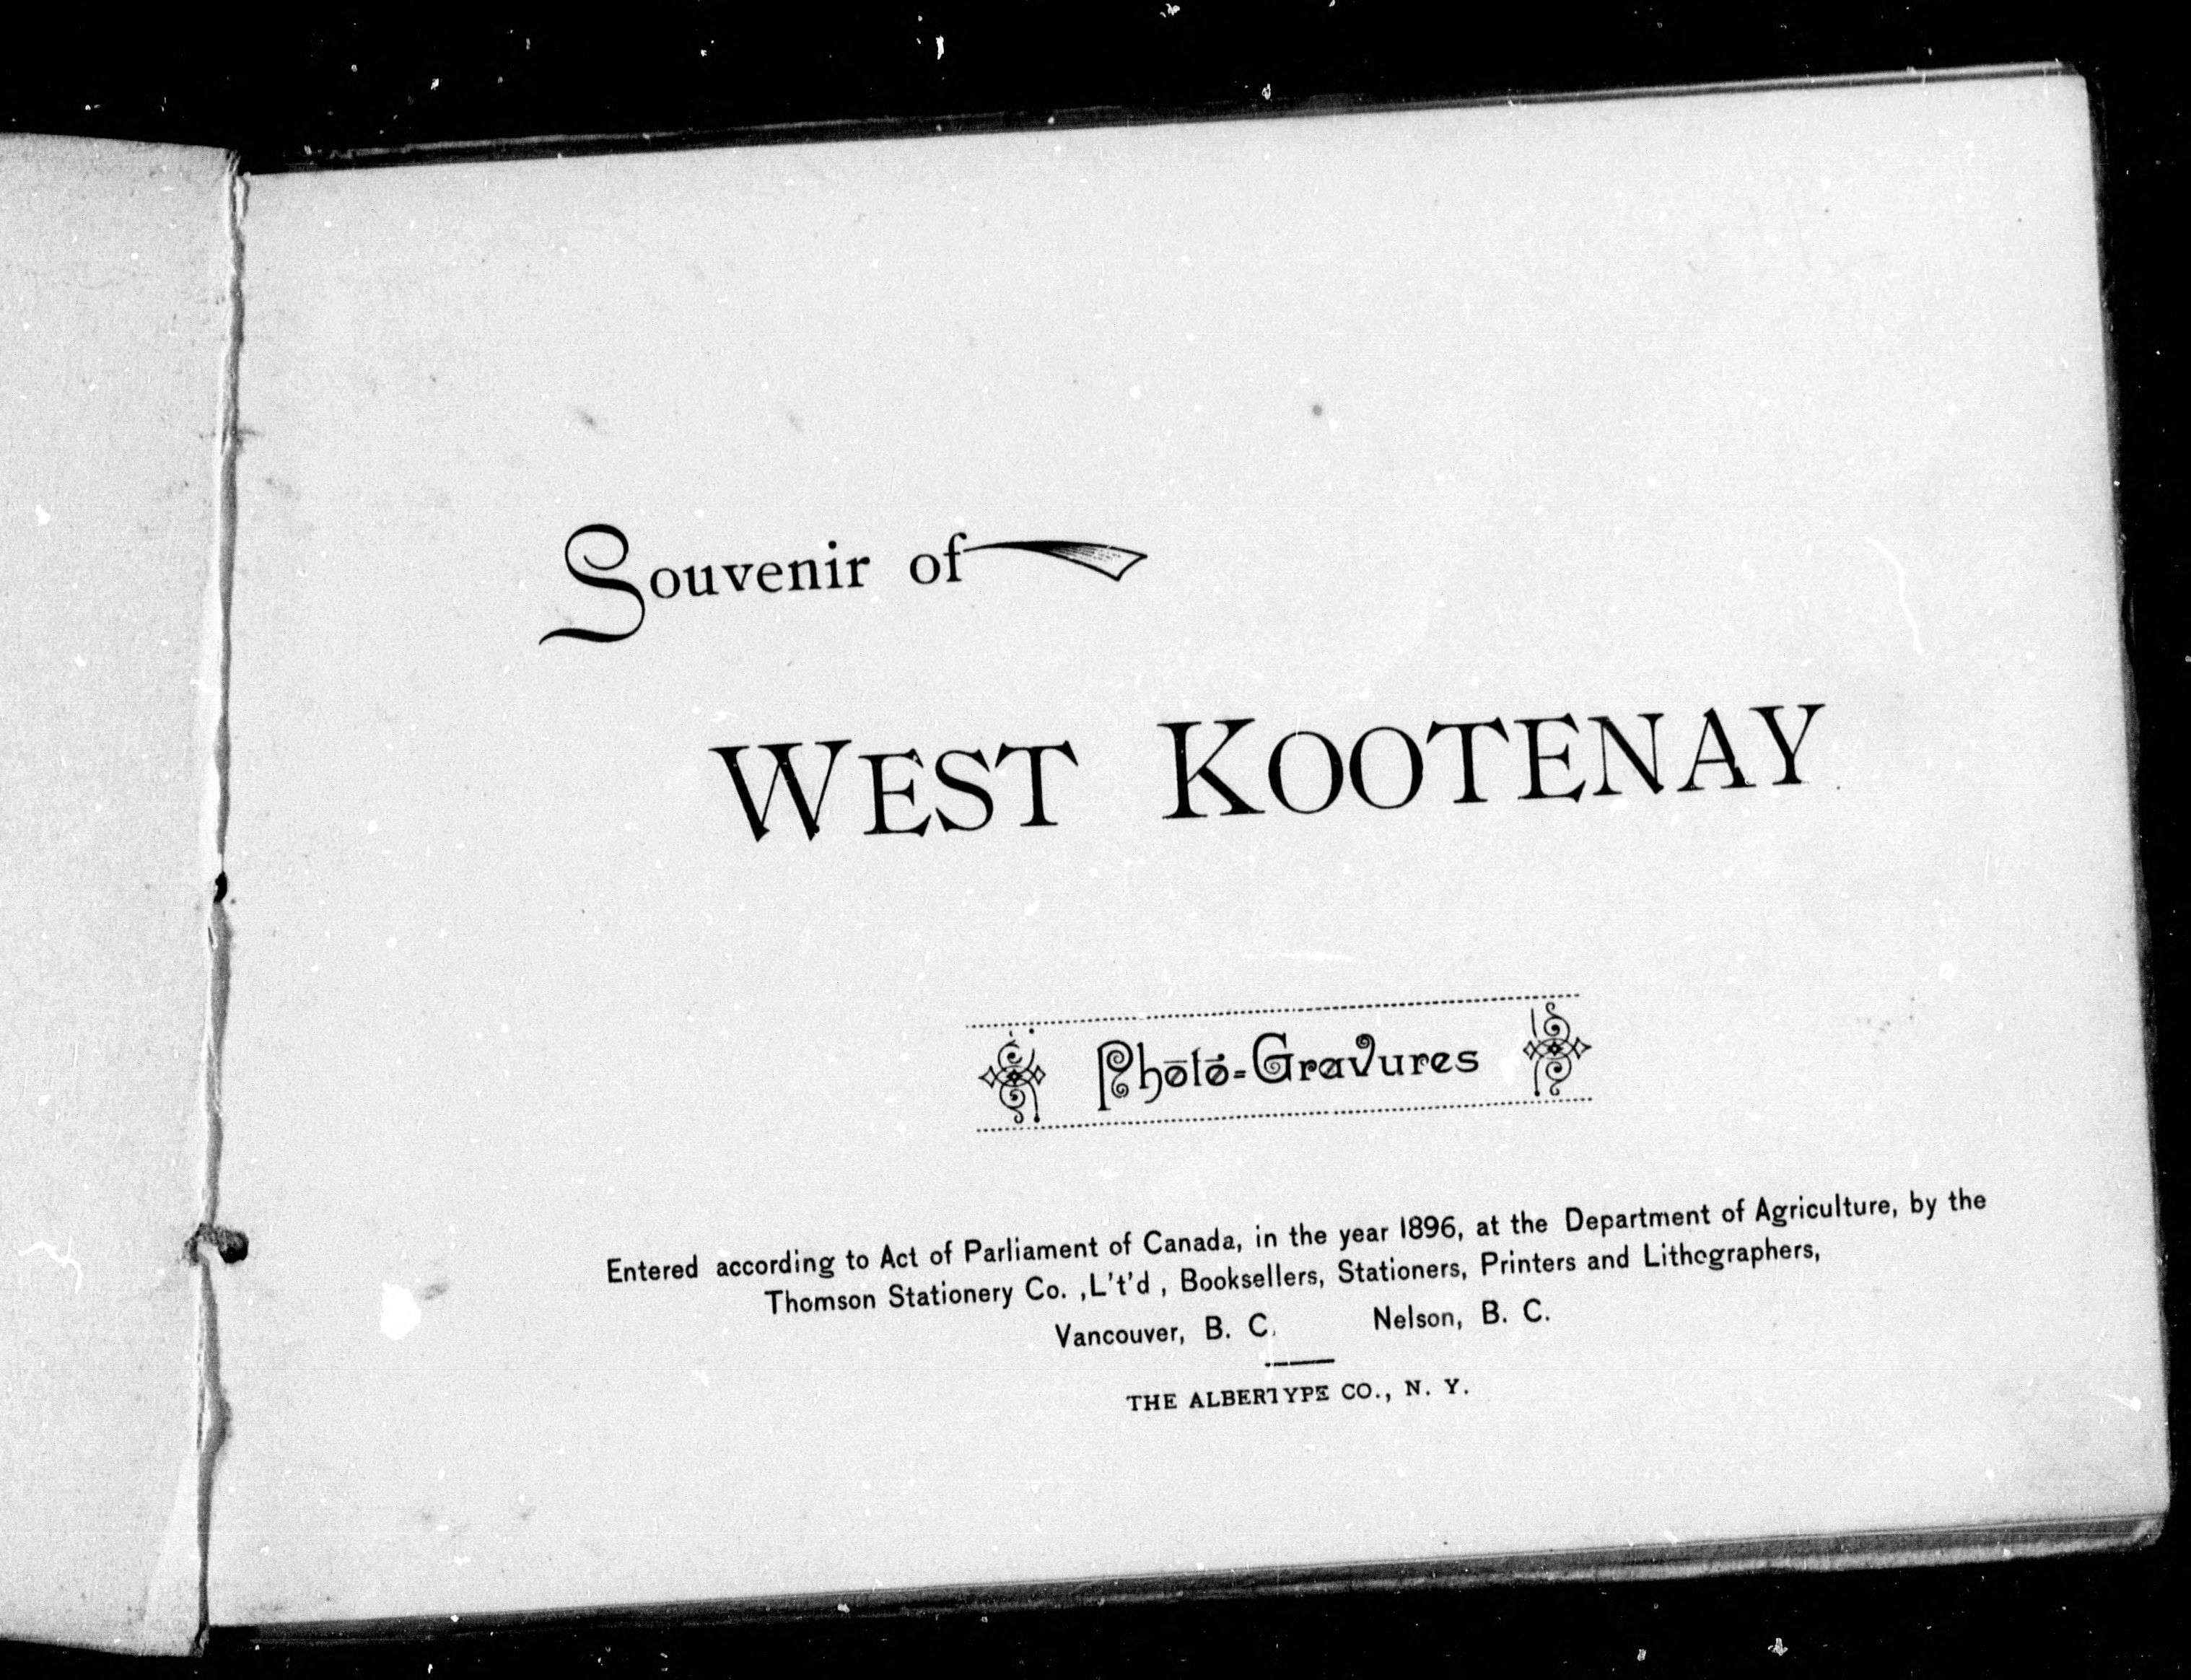 Souvenir of
WEST KOOTENAY
Photo=Gravures
Entered according to Act of Parliament of Canada, in the year 1896, at the Department of Agriculture, by the
Thomson Stationery Co. ,L't'd , Booksellers, Stationers, Printers and Lithographers,
Vancouver, B. C. Nelson, B. C.
THE ALBERTYPE CO., N. Y.